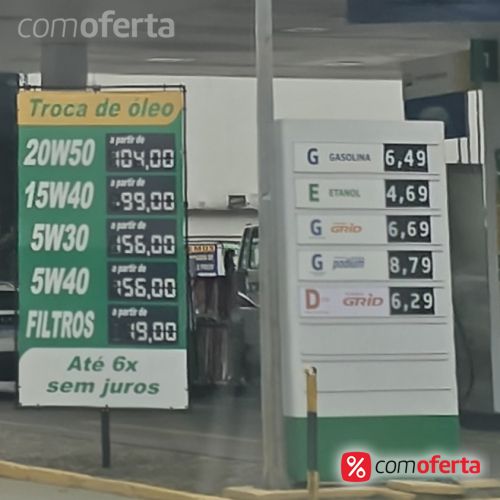 comoferta
Troca de óleo
20W50 a partir de 104,00
15W40 a partir de 99,00
5W30 a partir de 156,00
5W40 a partir de 156,00
FILTROS a partir de 19,00
Até 6x
sem juros
G GASOLINA 6,49
E ETANOL 4,69
G GRID 6,69
G podium 8,79
D GRID 6,29
% comoferta